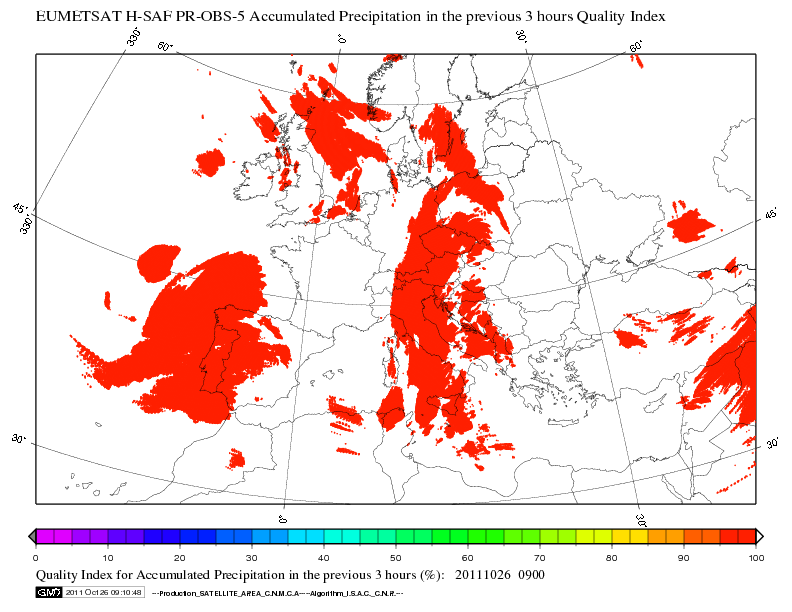 EUMETSAT H-SAF PR-OBS-5 Accumulated Precipitation in the previous 3 hours Quality Index
330° 60° 0° 30° 60°
45° 330° 45°
30° 30°
0° 30°
0 10 20 30 40 50 60 70 80 90 100
Quality Index for Accumulated Precipitation in the previous 3 hours (%): 20111026 0900
GMD 2011 Oct 26 09:10:48 ---Production_SATELLITE_AREA_C.N.M.C.A----Algorithm_I.S.A.C._C.N.R.---